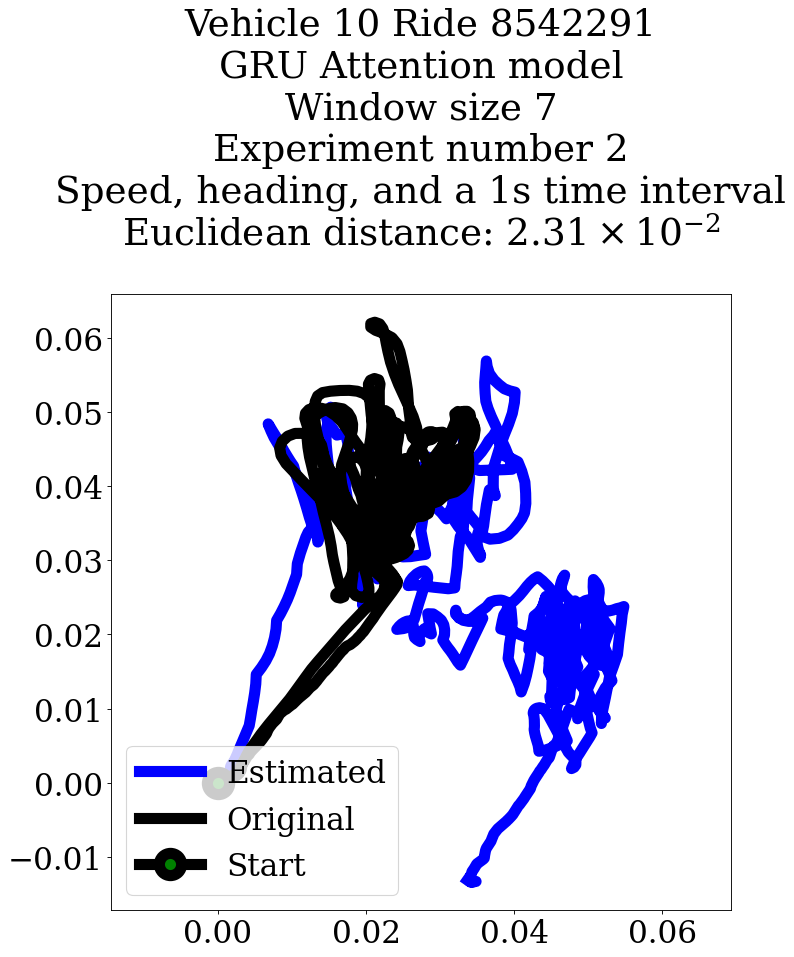 Vehicle 10 Ride 8542291
GRU Attention model
Window size 7
Experiment number 2
Speed, heading, and a 1s time interval
Euclidean distance: 2.31 × 10⁻²
0.06
0.05
0.04
0.03
0.02
0.01
0.00
−0.01
Estimated
Original
Start
0.00 0.02 0.04 0.06